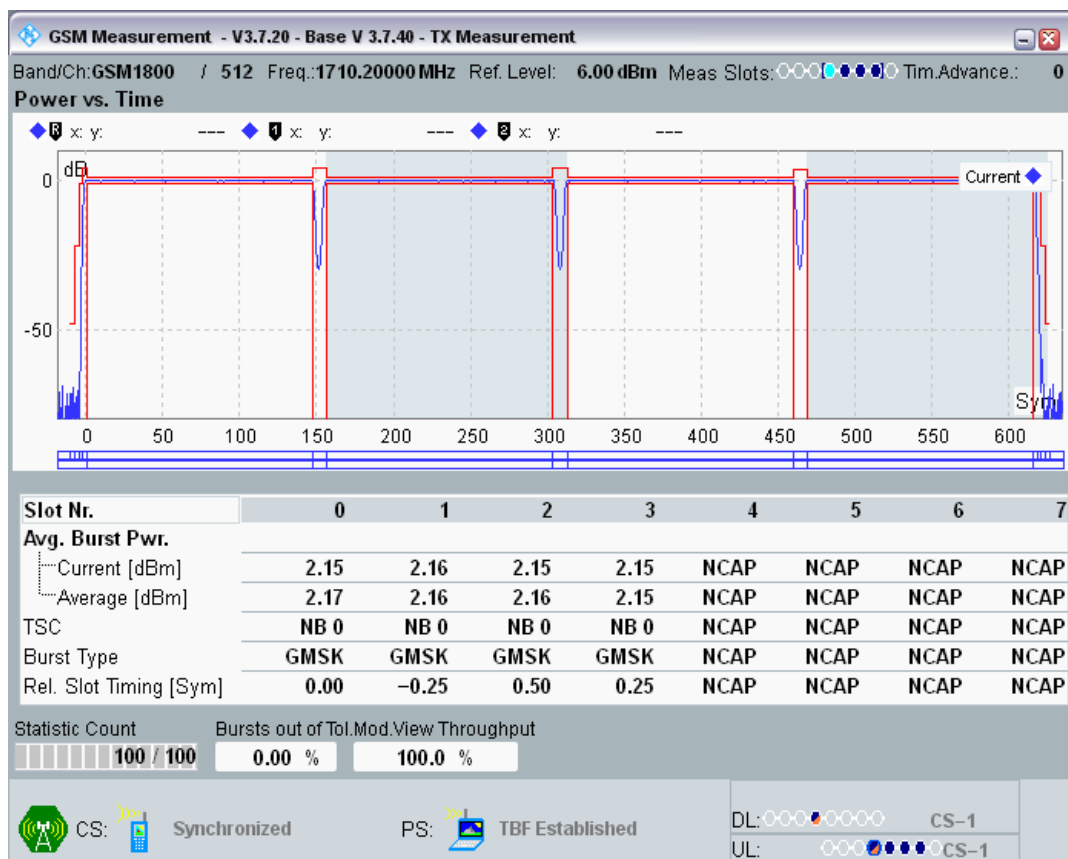 GSM Measurement - V3.7.20 - Base V 3.7.40 - TX Measurement
Band/Ch:GSM1800 / 512 Freq.:1710.20000 MHz Ref. Level: 6.00 dBm Meas Slots: Tim.Advance.: 0
Power vs. Time
R x: y: --- 1 x: y: --- 2 x: y: ---
dB
0 Current
-50
Sym
0 50 100 150 200 250 300 350 400 450 500 550 600
Slot Nr. 0 1 2 3 4 5 6 7
Avg. Burst Pwr.
Current [dBm] 2.15 2.16 2.15 2.15 NCAP NCAP NCAP NCAP
Average [dBm] 2.17 2.16 2.16 2.15 NCAP NCAP NCAP NCAP
TSC NB 0 NB 0 NB 0 NB 0 NCAP NCAP NCAP NCAP
Burst Type GMSK GMSK GMSK GMSK NCAP NCAP NCAP NCAP
Rel. Slot Timing [Sym] 0.00 −0.25 0.50 0.25 NCAP NCAP NCAP NCAP
Statistic Count Bursts out of Tol.Mod.View Throughput
100 / 100 0.00 % 100.0 %
CS: Synchronized PS: TBF Established
DL: CS−1
UL: CS−1